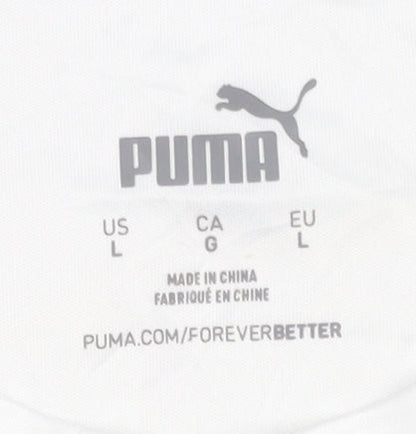 PUMA
US CA EU
L G L
MADE IN CHINA
FABRIQUÉ EN CHINE
PUMA.COM/FOREVERBETTER